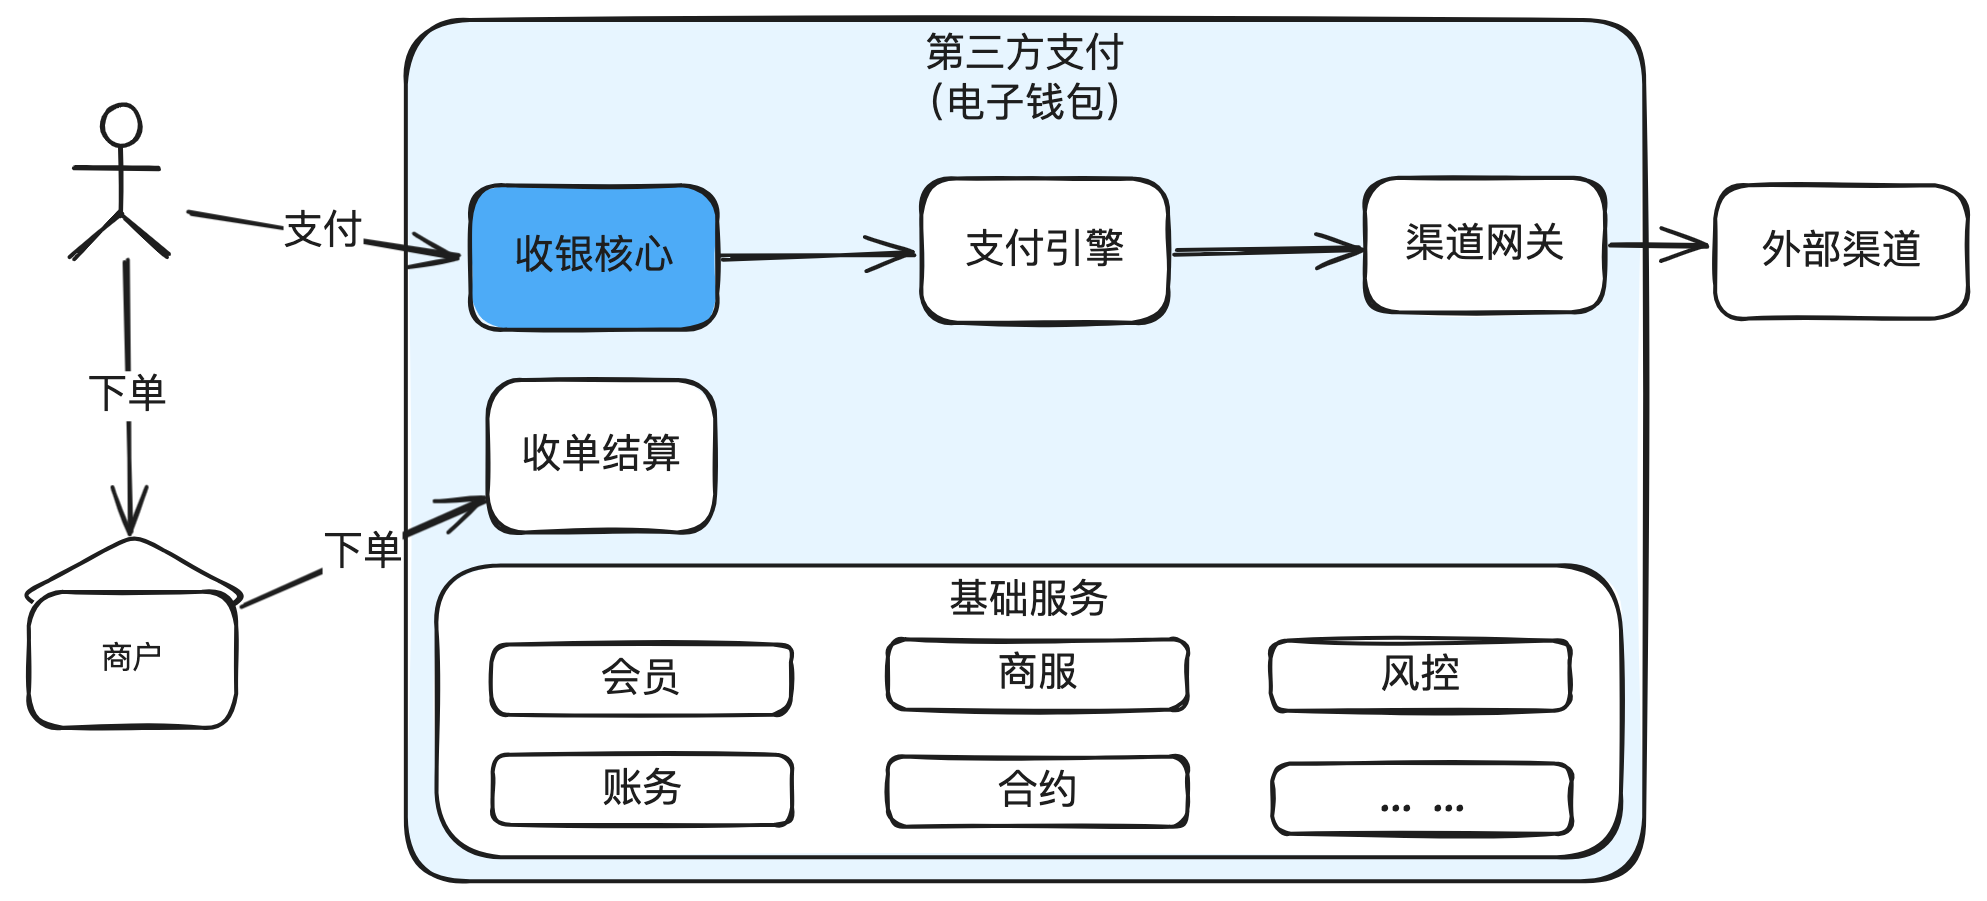 第三方支付
(电子钱包)
支付
收银核心
支付引擎
渠道网关
外部渠道
下单
收单结算
下单
商户
基础服务
会员
商服
风控
账务
合约
... ...